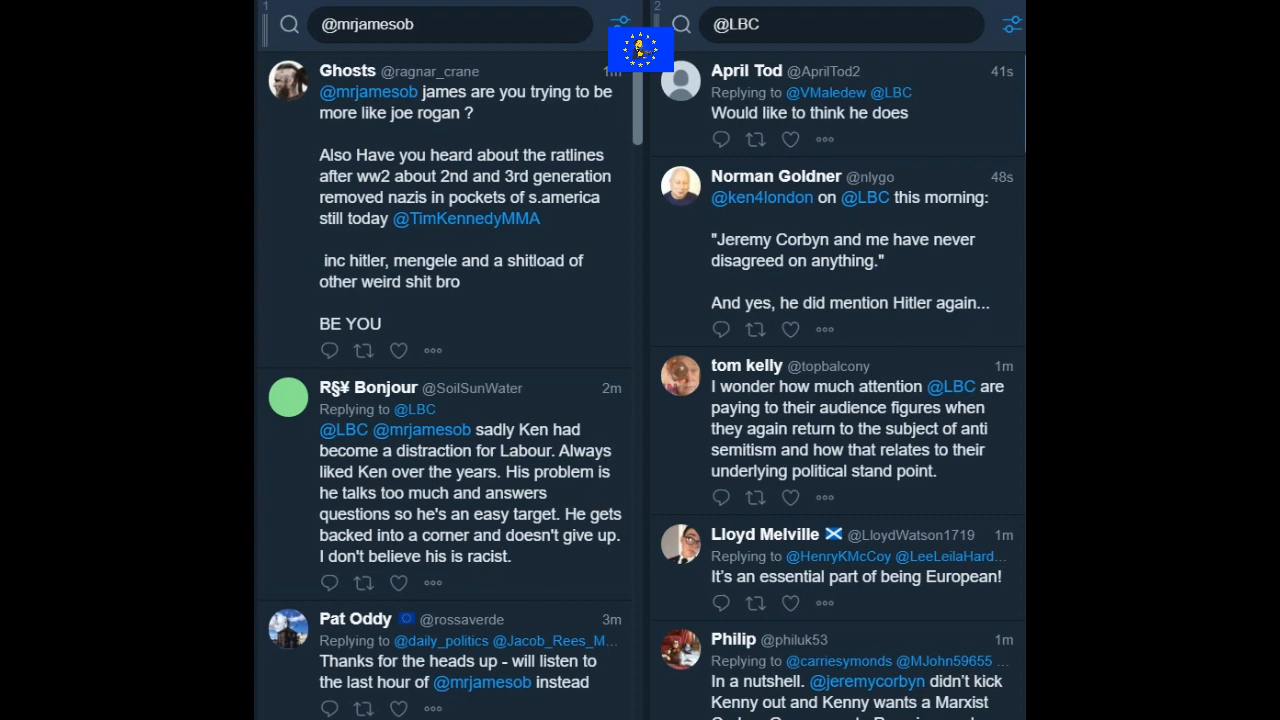 1
@mrjamesob
Ghosts @ragnar_crane 1m
@mrjamesob james are you trying to be
more like joe rogan ?
Also Have you heard about the ratlines
after ww2 about 2nd and 3rd generation
removed nazis in pockets of s.america
still today @TimKennedyMMA
inc hitler, mengele and a shitload of
other weird shit bro
BE YOU
R§¥ Bonjour @SoilSunWater 2m
Replying to @LBC
@LBC @mrjamesob sadly Ken had
become a distraction for Labour. Always
liked Ken over the years. His problem is
he talks too much and answers
questions so he's an easy target. He gets
backed into a corner and doesn't give up.
I don't believe his is racist.
Pat Oddy @rossaverde 3m
Replying to @daily_politics @Jacob_Rees_M...
Thanks for the heads up - will listen to
the last hour of @mrjamesob instead
2
@LBC
April Tod @AprilTod2 41s
Replying to @VMaledew @LBC
Would like to think he does
Norman Goldner @nlygo 48s
@ken4london on @LBC this morning:
"Jeremy Corbyn and me have never
disagreed on anything."
And yes, he did mention Hitler again...
tom kelly @topbalcony 1m
I wonder how much attention @LBC are
paying to their audience figures when
they again return to the subject of anti
semitism and how that relates to their
underlying political stand point.
Lloyd Melville @LloydWatson1719 1m
Replying to @HenryKMcCoy @LeeLeilaHard...
It's an essential part of being European!
Philip @philuk53 1m
Replying to @carriesymonds @MJohn59655 ...
In a nutshell. @jeremycorbyn didn't kick
Kenny out and Kenny wants a Marxist